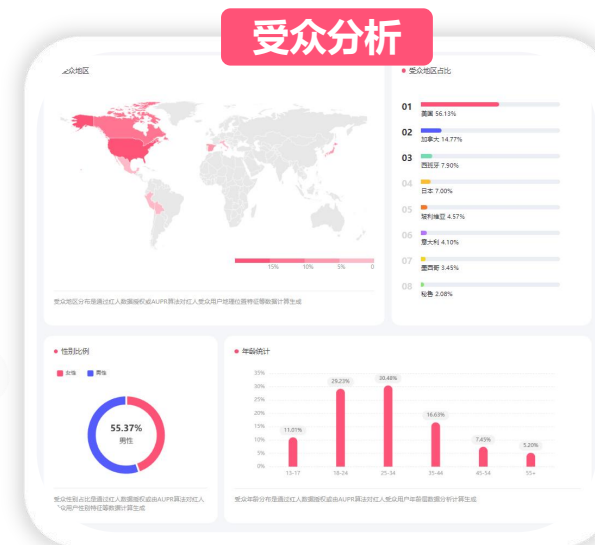 受众分析
受众地区
15% 10% 5% 0
受众地区分布是通过红人数据授权或AUPR算法对红人受众用户地理位置特征等数据计算生成
受众地区占比
01
美国 56.13%
02
加拿大 14.77%
03
西班牙 7.90%
04
日本 7.00%
05
玻利维亚 4.57%
06
意大利 4.10%
07
墨西哥 3.45%
08
秘鲁 2.08%
性别比例
女性 男性
55.37%
男性
受众性别占比是通过红人数据授权或由AUPR算法对红人
众用户性别特征等数据计算生成
年龄统计
35%
30%
25%
20%
15%
10%
5%
0%
11.01% 29.23% 30.48% 16.63% 7.45% 5.20%
13-17 18-24 25-34 35-44 45-54 55+
受众年龄分布是通过红人数据授权或由AUPR算法对红人受众用户年龄层数据分析计算生成